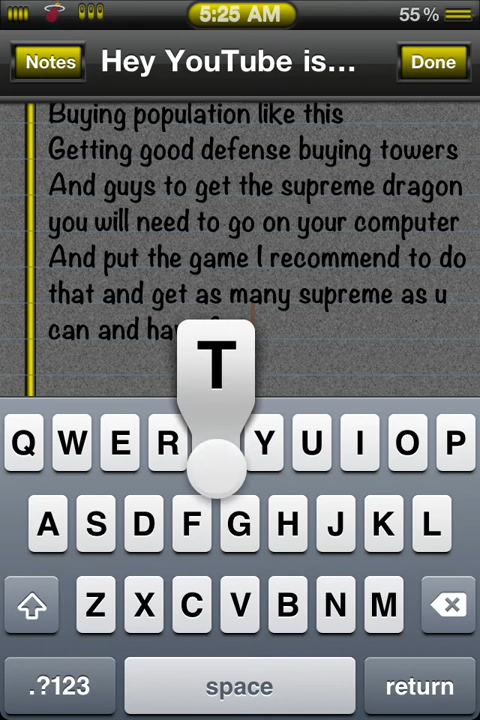 5:25 AM
55 %
Notes
Hey YouTube is...
Done
Buying population like this
Getting good defense buying towers
And guys to get the supreme dragon
you will need to go on your computer
And put the game I recommend to do
that and get as many supreme as u
can and
T
Q W E R Y U I O P
A S D F G H J K L
Z X C V B N M
.?123
space
return